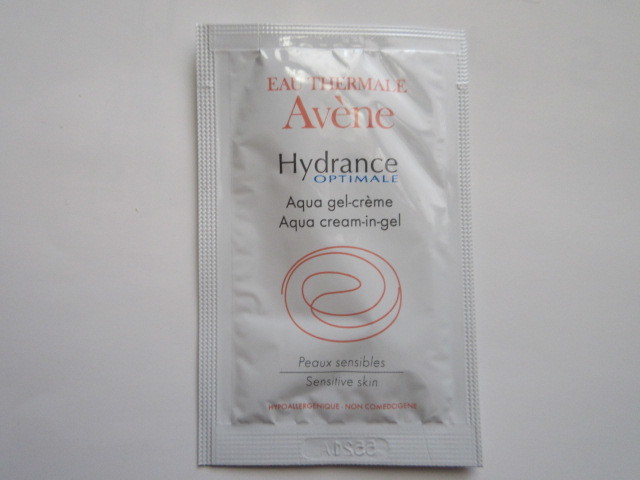 EAU THERMALE
Avène
Hydrance
OPTIMALE
Aqua gel-crème
Aqua cream-in-gel
Peaux sensibles
Sensitive skin
HYPOALLERGÉNIQUE - NON COMÉDOGÈNE